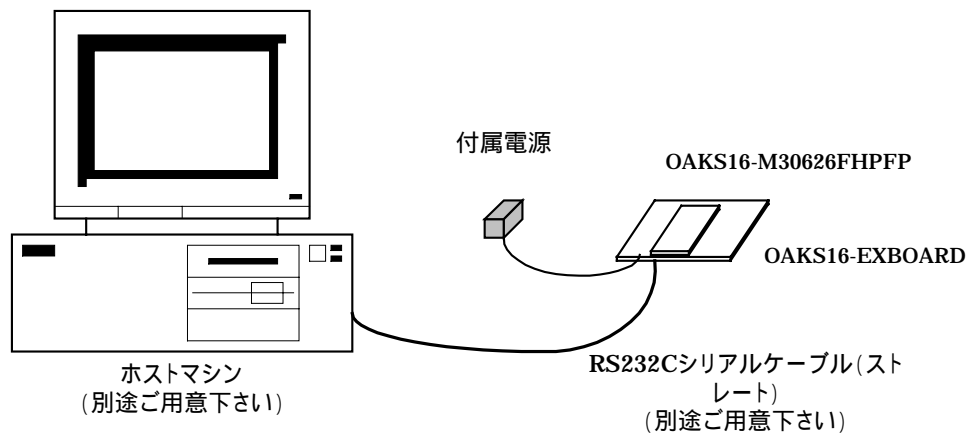 付属電源
OAKS16-M30626FHPFP
OAKS16-EXBOARD
ホストマシン
(別途ご用意下さい)
RS232Cシリアルケーブル(スト
レート)
(別途ご用意下さい)